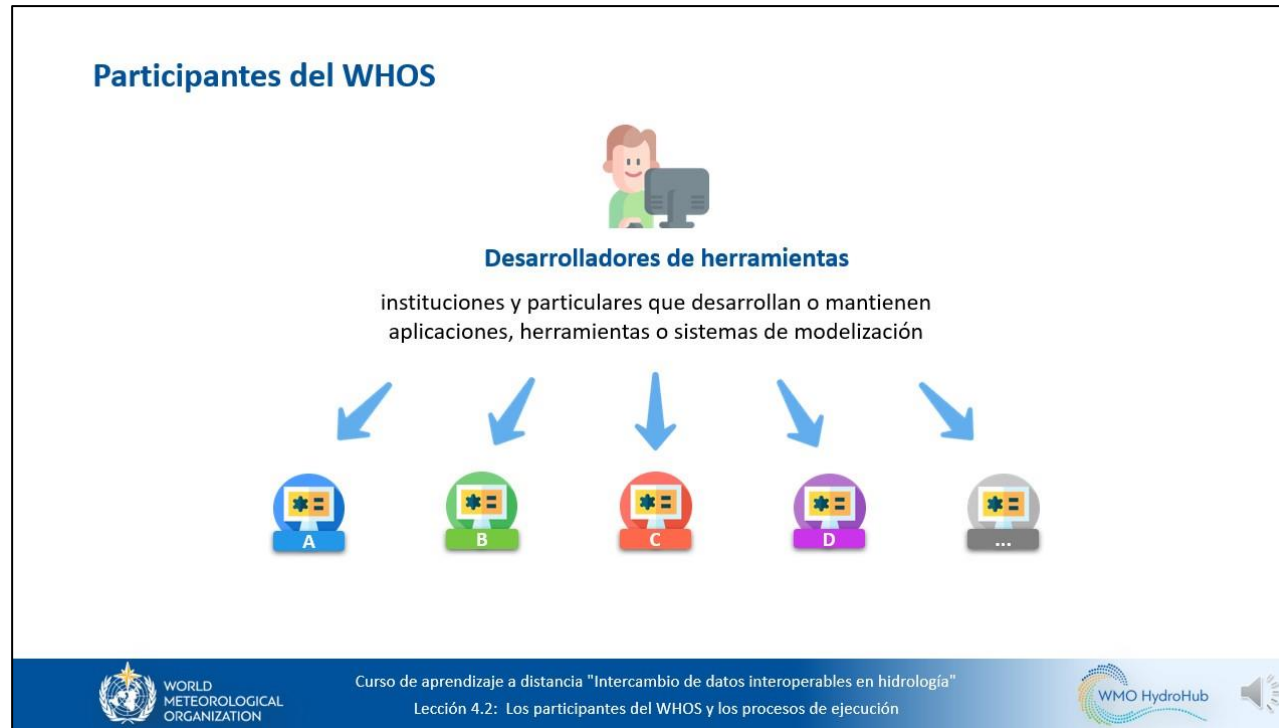 Participantes del WHOS
Desarrolladores de herramientas
instituciones y particulares que desarrollan o mantienen
aplicaciones, herramientas o sistemas de modelización
A
B
C
D
...
WORLD
METEOROLOGICAL
ORGANIZATION
Curso de aprendizaje a distancia "Intercambio de datos interoperables en hidrología"
Lección 4.2: Los participantes del WHOS y los procesos de ejecución
WMO HydroHub